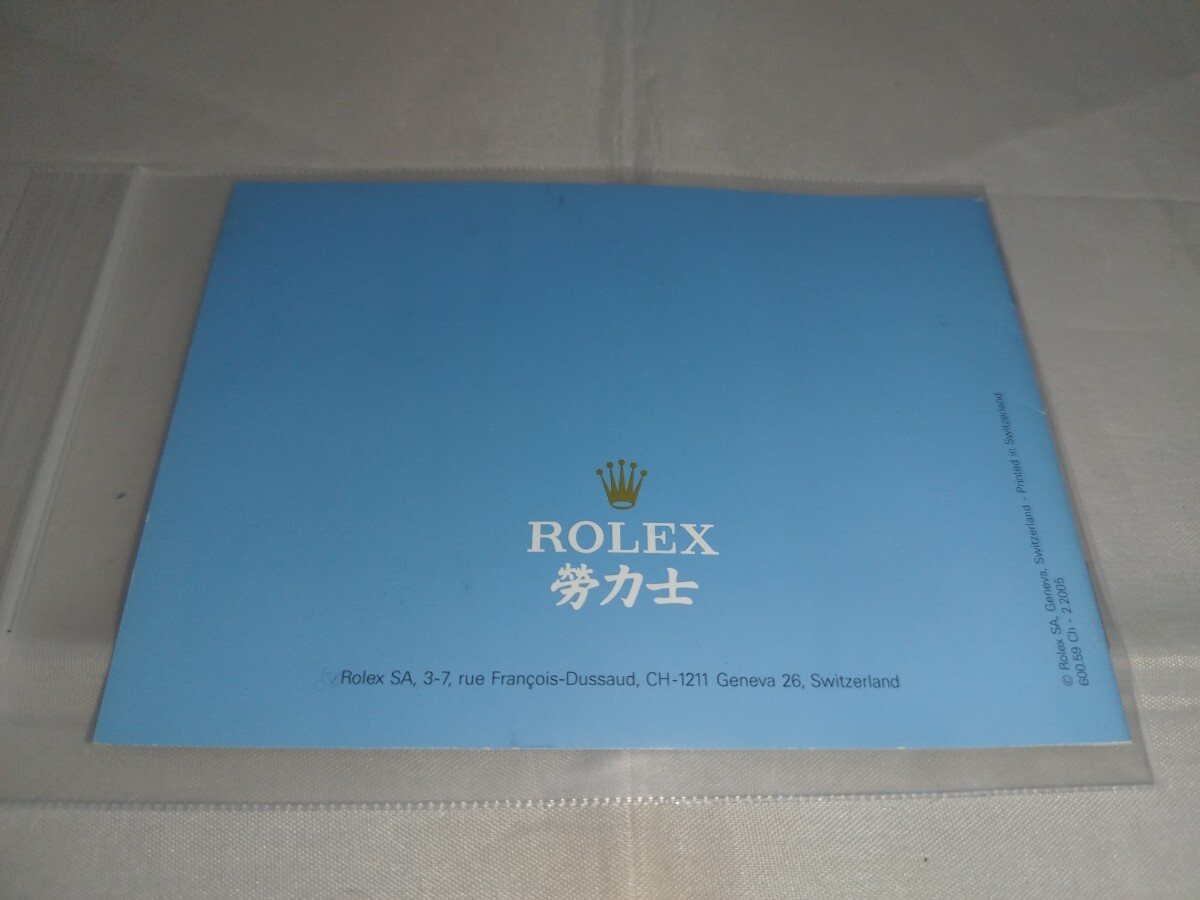 ROLEX
勞力士
Rolex SA, 3-7, rue François-Dussaud, CH-1211 Geneva 26, Switzerland
© Rolex SA, Geneva, Switzerland - Printed in Switzerland
600.59 Ch - 2.2005